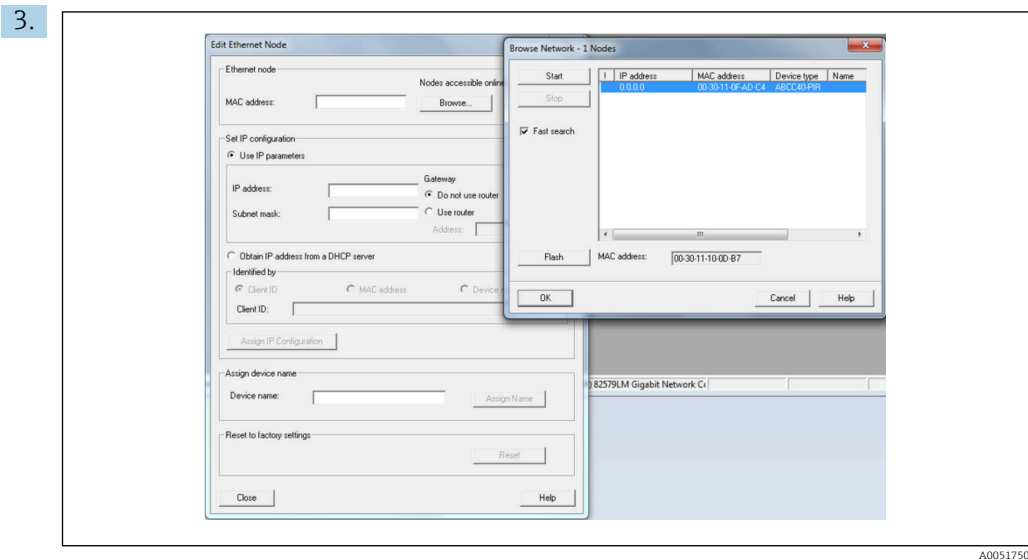 3.
Edit Ethernet Node
Ethernet node
Nodes accessible online
MAC address:
Browse...
Set IP configuration
Use IP parameters
Gateway
IP address:
Do not use router
Subnet mask:
Use router
Address:
Obtain IP address from a DHCP server
Identified by
Client ID
MAC address
Device
Client ID:
Assign IP Configuration
Assign device name
Device name:
Assign Name
Reset to factory settings
Reset
Close
Help
Browse Network - 1 Nodes
Start
! IP address MAC address Device type Name
0.0.0.0 00-30-11-0F-AD-C4 ABCC40-PIR
Stop
Fast search
Flash
MAC address: 00-30-11-10-0D-B7
OK
Cancel
Help
) 82579LM Gigabit Network
A0051750